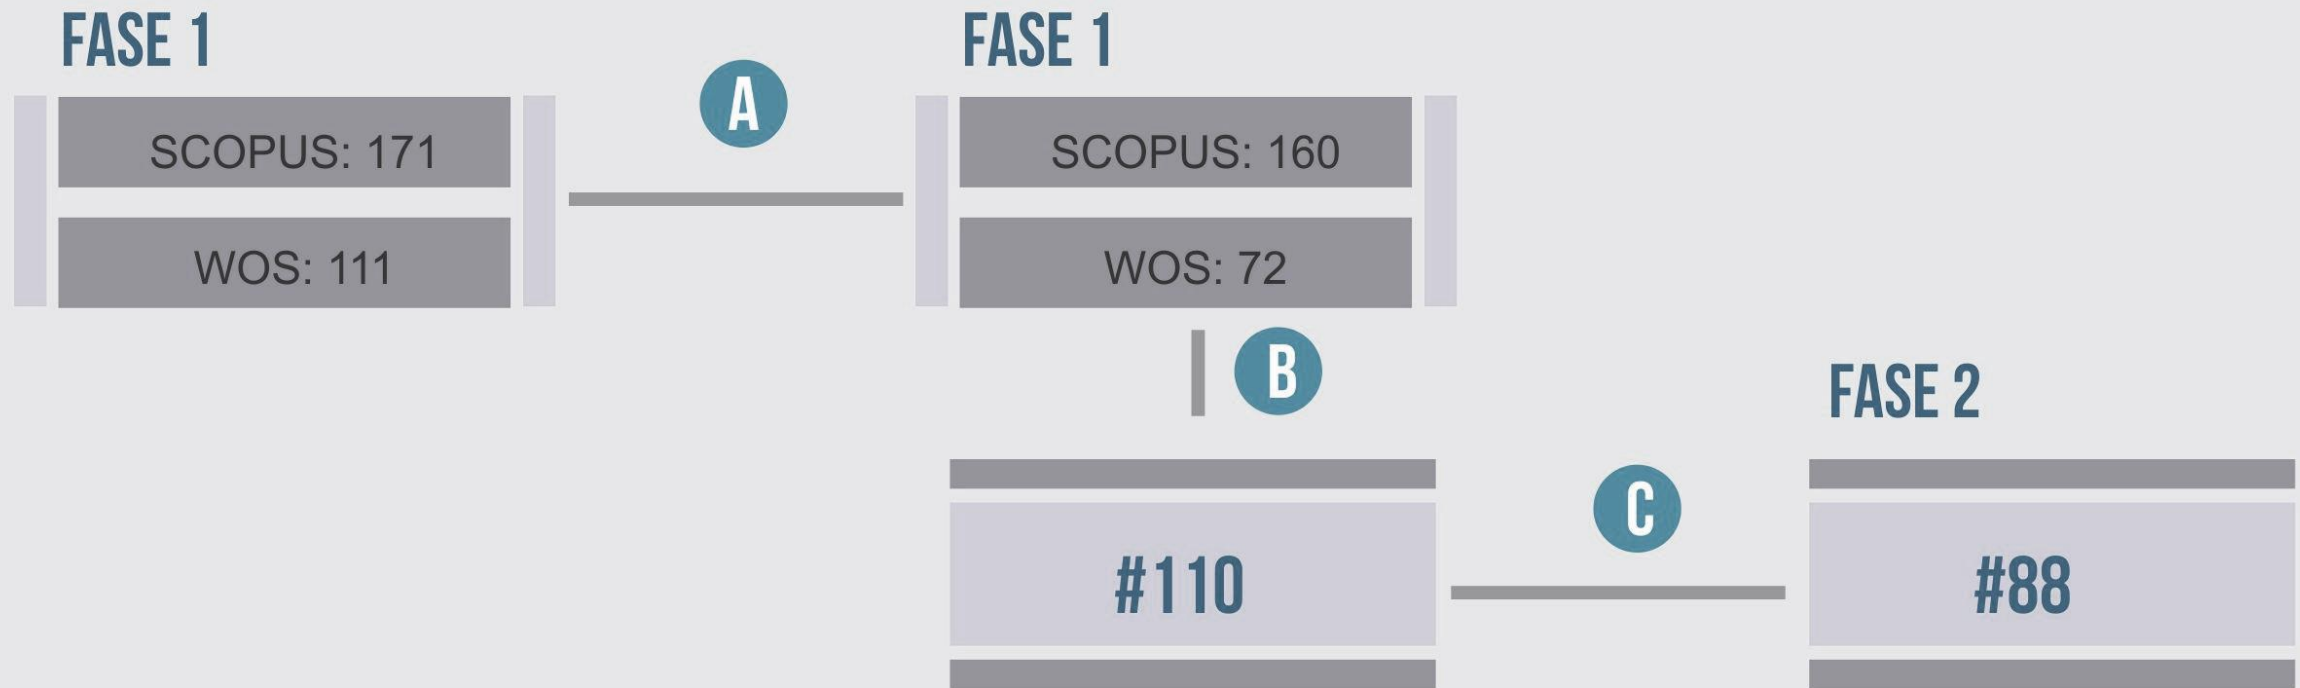 FASE 1
SCOPUS: 171
WOS: 111
A
FASE 1
SCOPUS: 160
WOS: 72
B
#110
C
FASE 2
#88